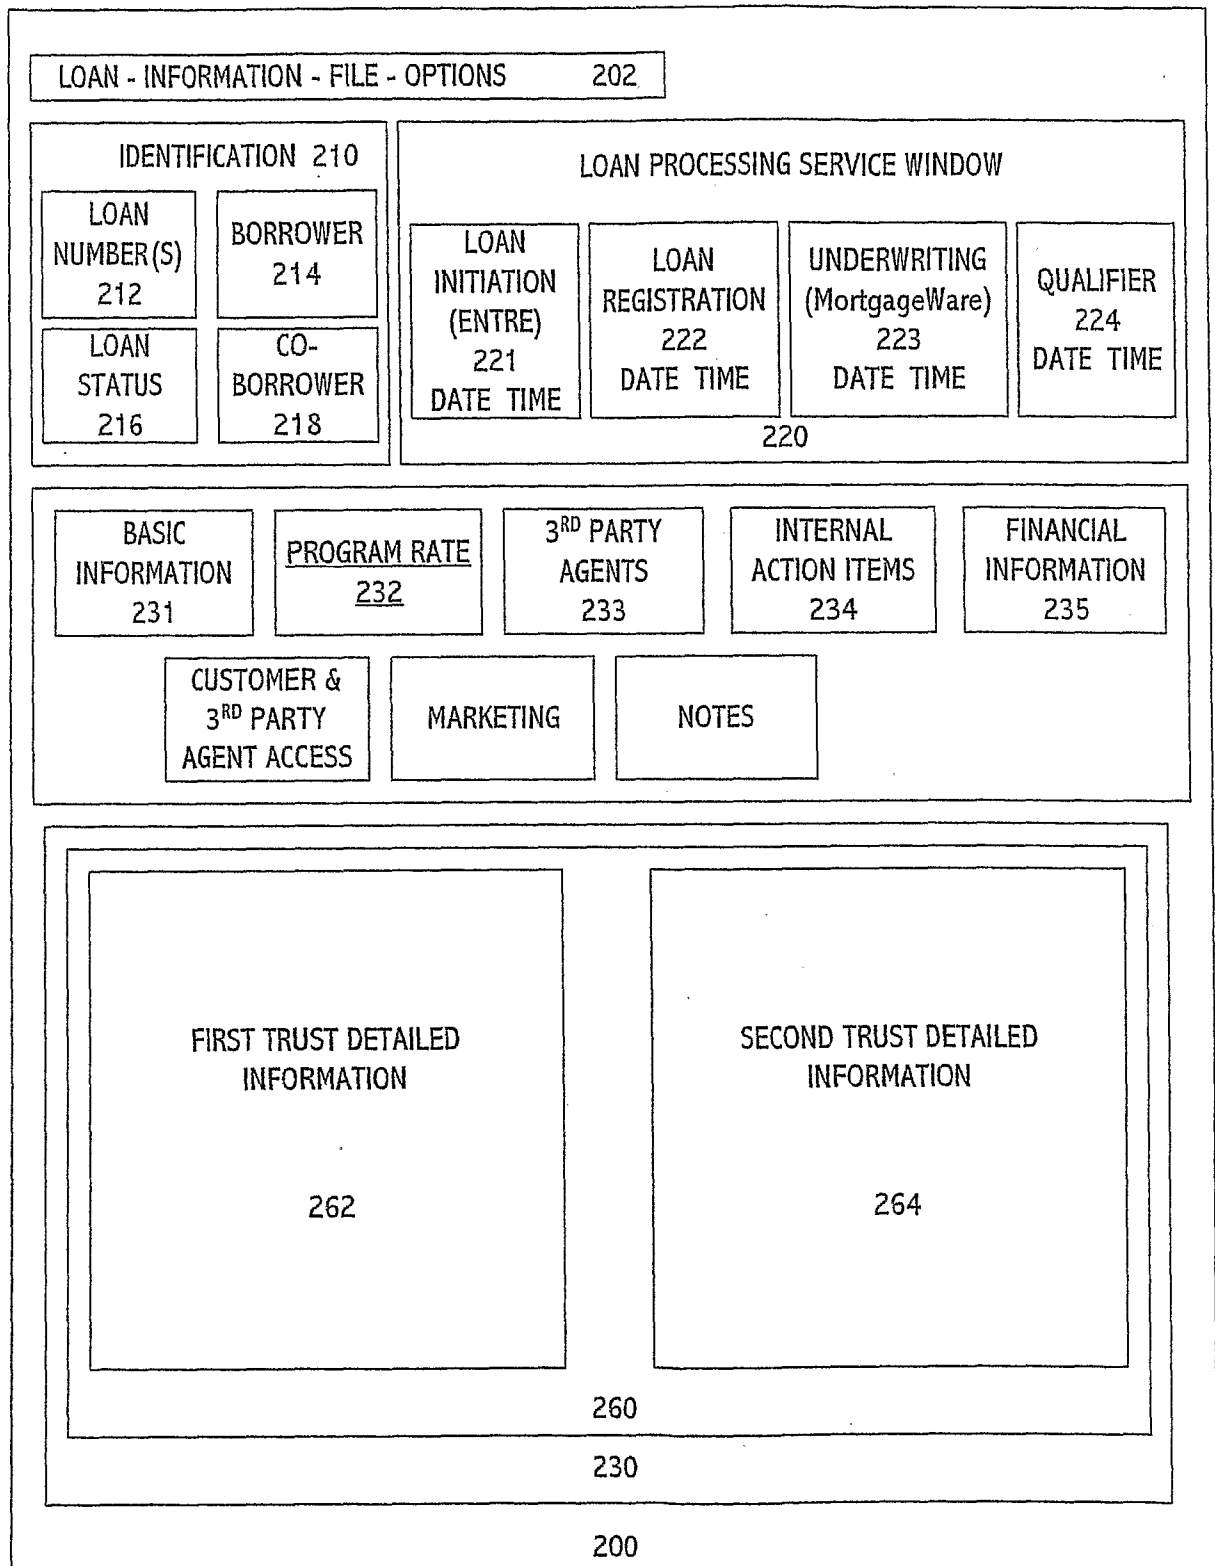 LOAN - INFORMATION - FILE - OPTIONS 202
IDENTIFICATION 210
LOAN
NUMBER(S)
212
BORROWER
214
LOAN
STATUS
216
CO-
BORROWER
218
LOAN PROCESSING SERVICE WINDOW
LOAN
INITIATION
(ENTRE)
221
DATE TIME
LOAN
REGISTRATION
222
DATE TIME
UNDERWRITING
(MortgageWare)
223
DATE TIME
QUALIFIER
224
DATE TIME
220
BASIC
INFORMATION
231
PROGRAM RATE
232
3RD PARTY
AGENTS
233
INTERNAL
ACTION ITEMS
234
FINANCIAL
INFORMATION
235
CUSTOMER &
3RD PARTY
AGENT ACCESS
MARKETING
NOTES
FIRST TRUST DETAILED
INFORMATION
262
SECOND TRUST DETAILED
INFORMATION
264
260
230
200